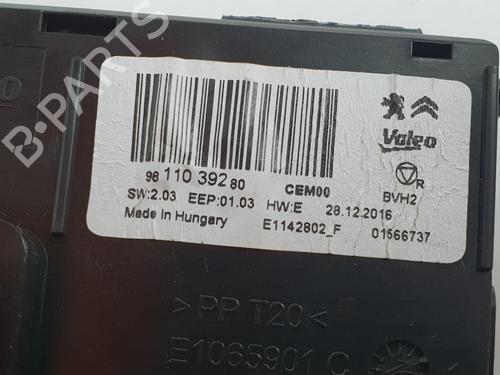 B-PARTS
Valeo
R
98 110 392 80
CEM00
BVH2
SW:2.03 EEP:01.03 HW:E 28.12.2016
Made in Hungary E1142802_F 01566737
>PP T20<
E1065901 C